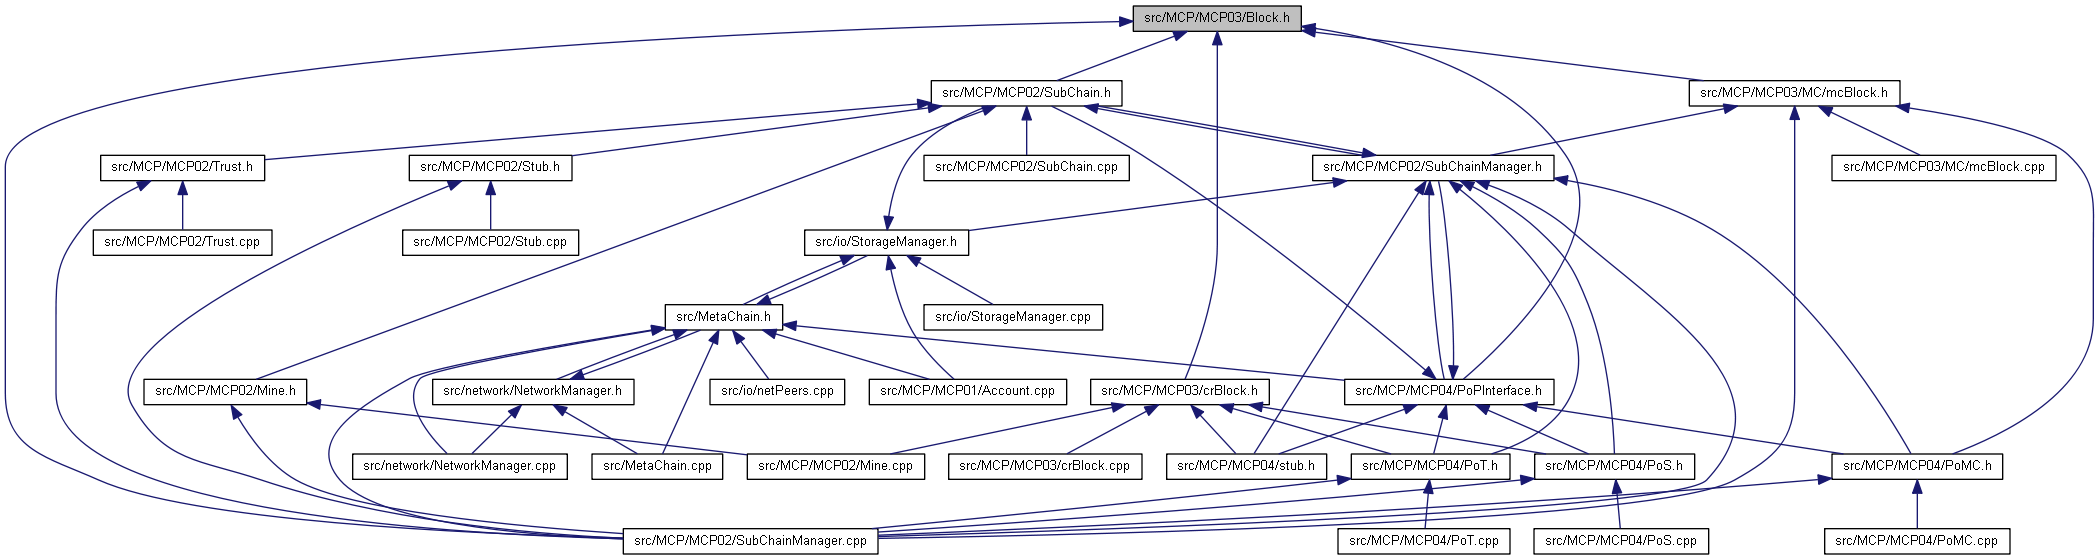 src/MCP/MCP03/Block.h
src/MCP/MCP02/SubChain.h
src/MCP/MCP03/MC/mcBlock.h
src/MCP/MCP02/Trust.h
src/MCP/MCP02/Stub.h
src/MCP/MCP02/SubChain.cpp
src/MCP/MCP02/SubChainManager.h
src/MCP/MCP03/MC/mcBlock.cpp
src/MCP/MCP02/Trust.cpp
src/MCP/MCP02/Stub.cpp
src/io/StorageManager.h
src/MetaChain.h
src/io/StorageManager.cpp
src/MCP/MCP02/Mine.h
src/network/NetworkManager.h
src/io/netPeers.cpp
src/MCP/MCP01/Account.cpp
src/MCP/MCP03/crBlock.h
src/MCP/MCP04/PoPInterface.h
src/network/NetworkManager.cpp
src/MetaChain.cpp
src/MCP/MCP02/Mine.cpp
src/MCP/MCP03/crBlock.cpp
src/MCP/MCP04/stub.h
src/MCP/MCP04/PoT.h
src/MCP/MCP04/PoS.h
src/MCP/MCP04/PoMC.h
src/MCP/MCP02/SubChainManager.cpp
src/MCP/MCP04/PoT.cpp
src/MCP/MCP04/PoS.cpp
src/MCP/MCP04/PoMC.cpp